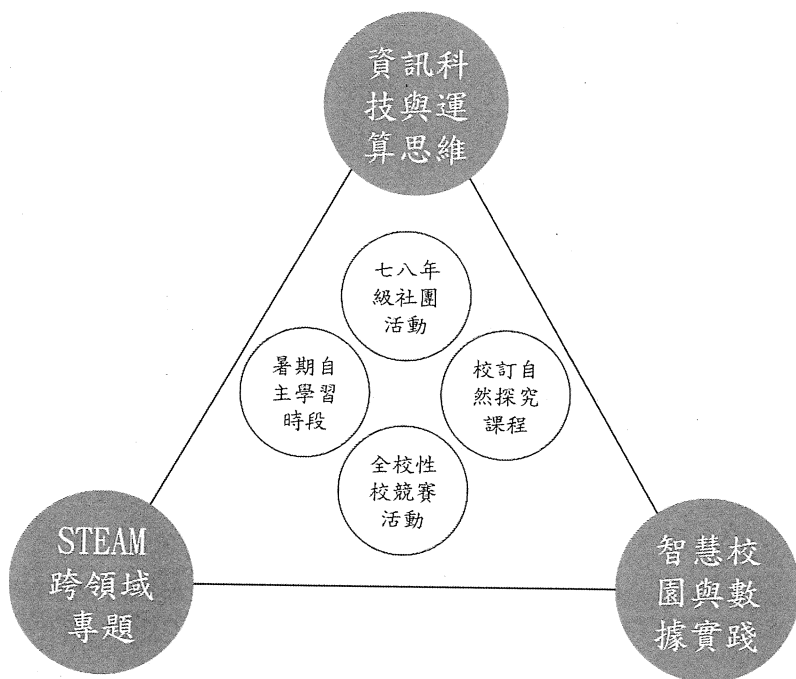 資訊科
技與運
算思維
七八年
級社團
活動
暑期自
主學習
時段
校訂自
然探究
課程
全校性
校競賽
活動
STEAM
跨領域
專題
智慧校
園與數
據實踐